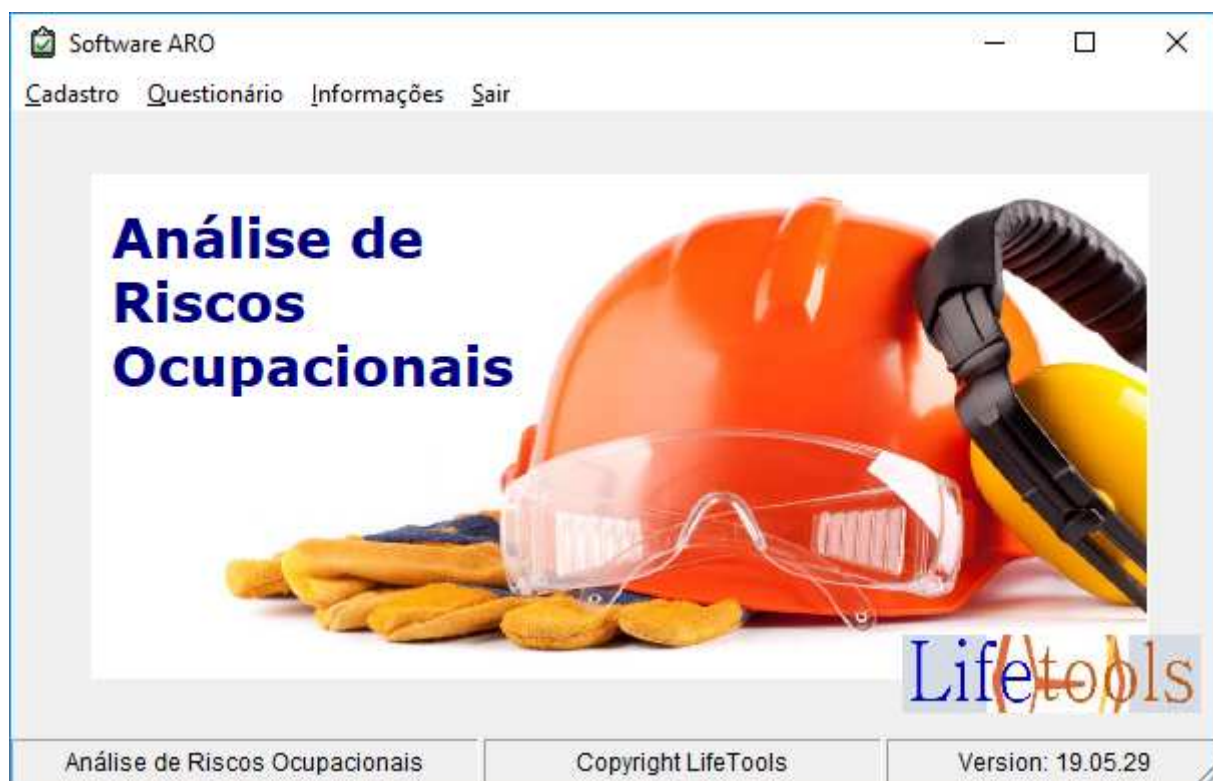 Software ARO
Cadastro Questionário Informações Sair
Análise de
Riscos
Ocupacionais
Lifetools
Análise de Riscos Ocupacionais Copyright LifeTools Version: 19.05.29